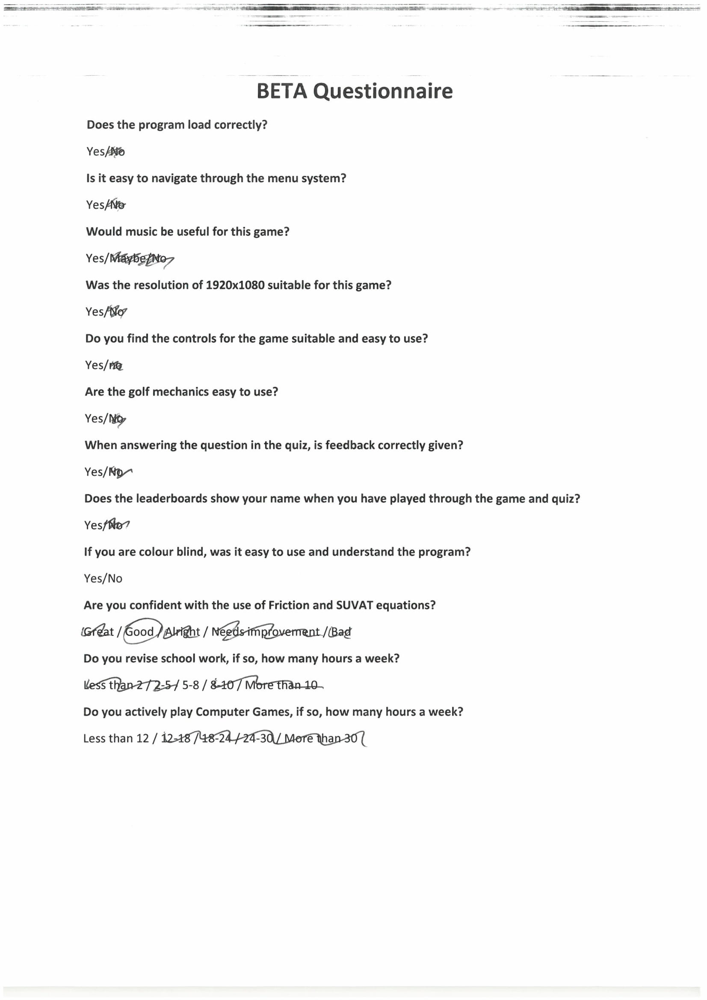 BETA Questionnaire
Does the program load correctly?
Yes/No
Is it easy to navigate through the menu system?
Yes/No
Would music be useful for this game?
Yes/Maybe/No
Was the resolution of 1920x1080 suitable for this game?
Yes/No
Do you find the controls for the game suitable and easy to use?
Yes/no
Are the golf mechanics easy to use?
Yes/No
When answering the question in the quiz, is feedback correctly given?
Yes/No
Does the leaderboards show your name when you have played through the game and quiz?
Yes/No
If you are colour blind, was it easy to use and understand the program?
Yes/No
Are you confident with the use of Friction and SUVAT equations?
Great / Good / Alright / Needs improvement / Bad
Do you revise school work, if so, how many hours a week?
Less than 2 / 2-5 / 5-8 / 8-10 / More than 10
Do you actively play Computer Games, if so, how many hours a week?
Less than 12 / 12-18 / 18-24 / 24-30 / More than 30